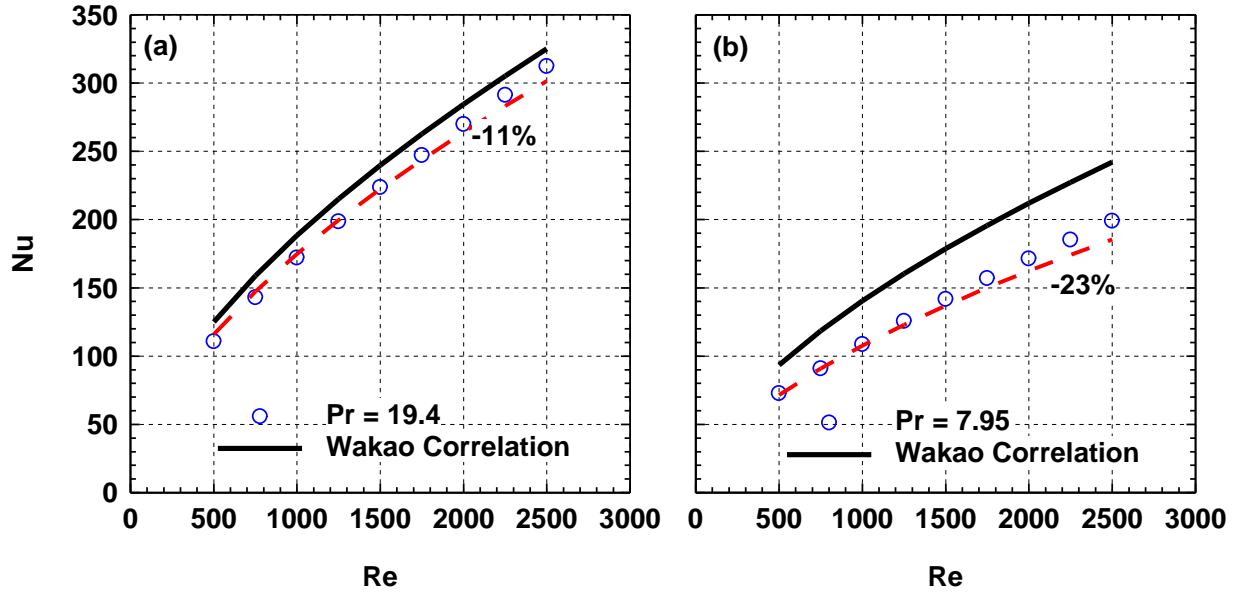 350
300
250
200
150
100
50
0
Nu
(a)
-11%
Pr = 19.4
Wakao Correlation
0 500 1000 1500 2000 2500 3000
Re
(b)
-23%
Pr = 7.95
Wakao Correlation
0 500 1000 1500 2000 2500 3000
Re